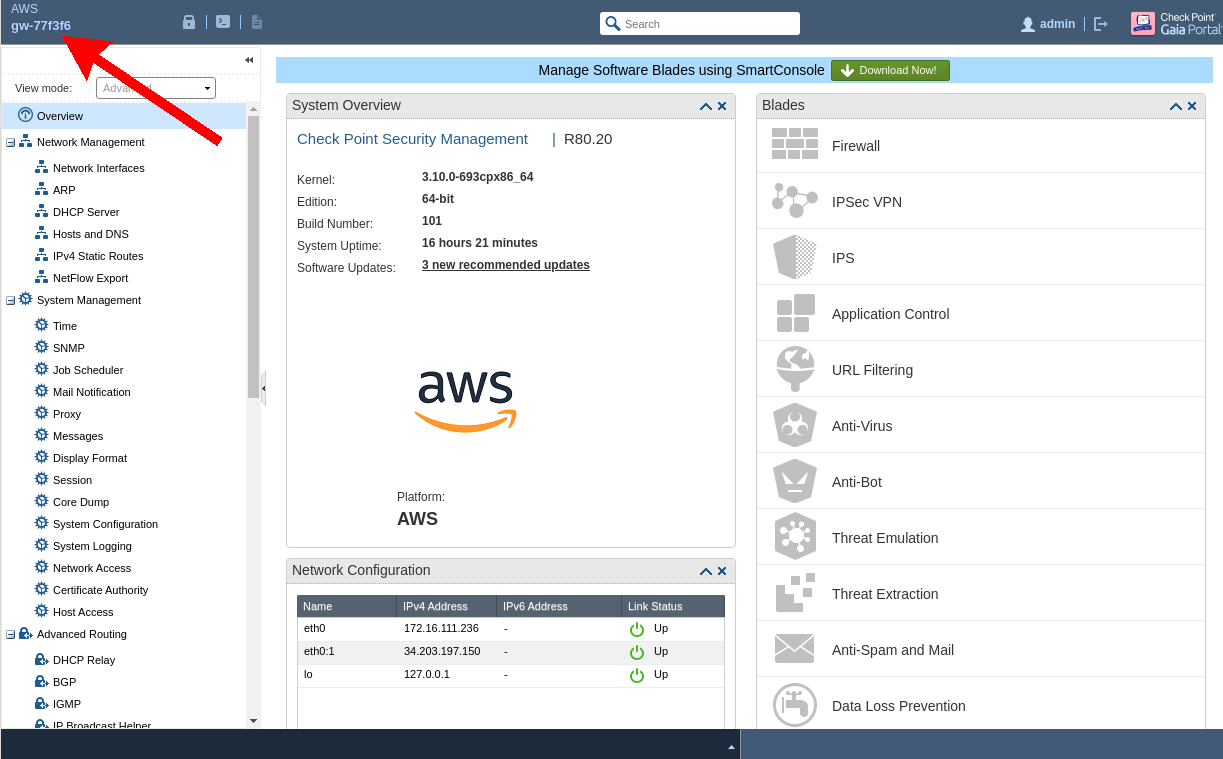 AWS
gw-77f3f6
Search
admin
Check Point
Gaia Portal
View mode:
Overview
Network Management
Network Interfaces
ARP
DHCP Server
Hosts and DNS
IPv4 Static Routes
NetFlow Export
System Management
Time
SNMP
Job Scheduler
Mail Notification
Proxy
Messages
Display Format
Session
Core Dump
System Configuration
System Logging
Network Access
Certificate Authority
Host Access
Advanced Routing
DHCP Relay
BGP
IGMP
IP Broadcast Helper
Manage Software Blades using SmartConsole Download Now!
System Overview
Check Point Security Management | R80.20
Kernel: 3.10.0-693cpx86_64
Edition: 64-bit
Build Number: 101
System Uptime: 16 hours 21 minutes
Software Updates: 3 new recommended updates
aws
Platform:
AWS
Network Configuration
Name IPv4 Address IPv6 Address Link Status
eth0 172.16.111.236 - Up
eth0:1 34.203.197.150 - Up
lo 127.0.0.1 - Up
Blades
Firewall
IPSec VPN
IPS
Application Control
URL Filtering
Anti-Virus
Anti-Bot
Threat Emulation
Threat Extraction
Anti-Spam and Mail
Data Loss Prevention